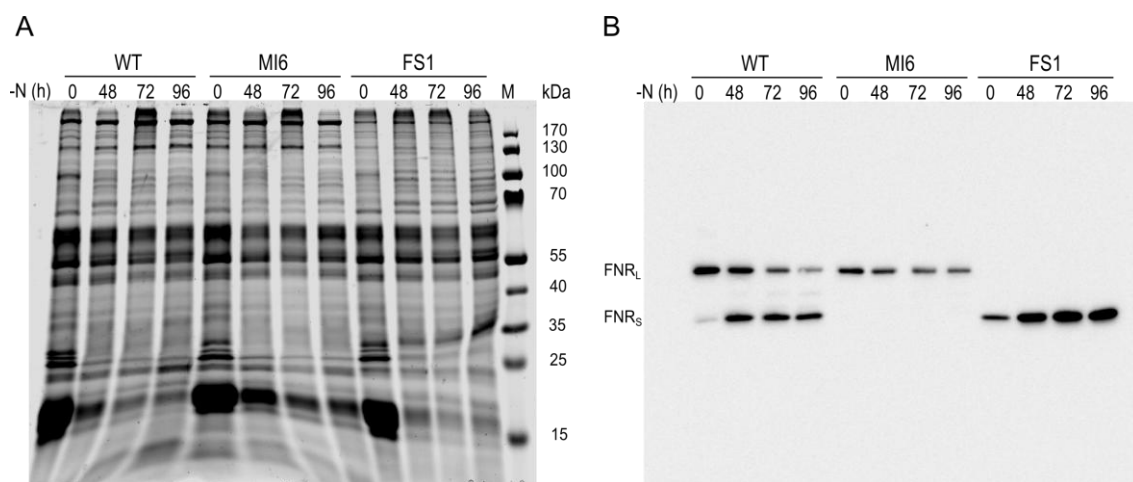 A
WT MI6 FS1
-N (h) 0 48 72 96 0 48 72 96 0 48 72 96 M kDa
170
130
100
70
55
40
35
25
15
B
WT MI6 FS1
-N (h) 0 48 72 96 0 48 72 96 0 48 72 96
FNRL
FNRS